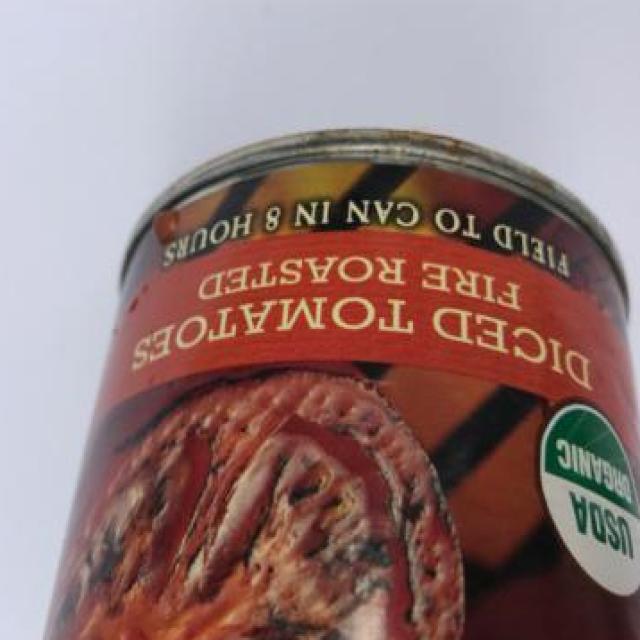 USDA
ORGANIC
DICED TOMATOES
FIRE ROASTED
FIELD TO CAN IN 8 HOURS